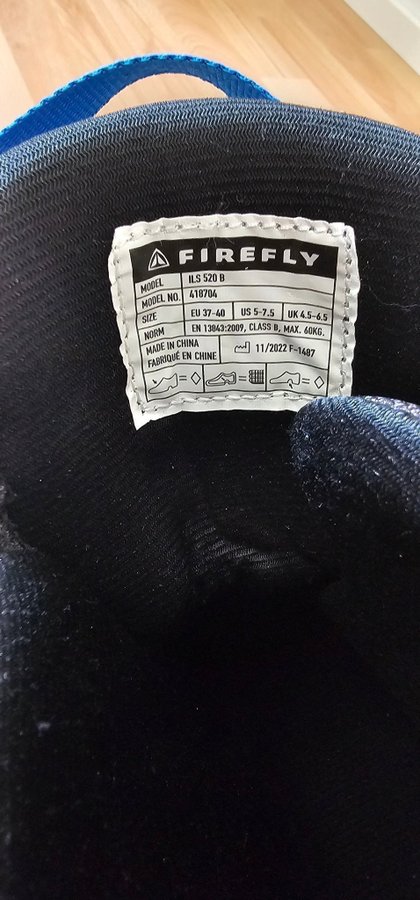 FIREFLY
MODEL ILS 520 B
MODEL NO. 418704
SIZE EU 37-40 US 5-7.5 UK 4.5-6.5
NORM EN 13843:2009, CLASS B, MAX. 60KG.
MADE IN CHINA
FABRIQUÉ EN CHINE
11/2022 F-1487